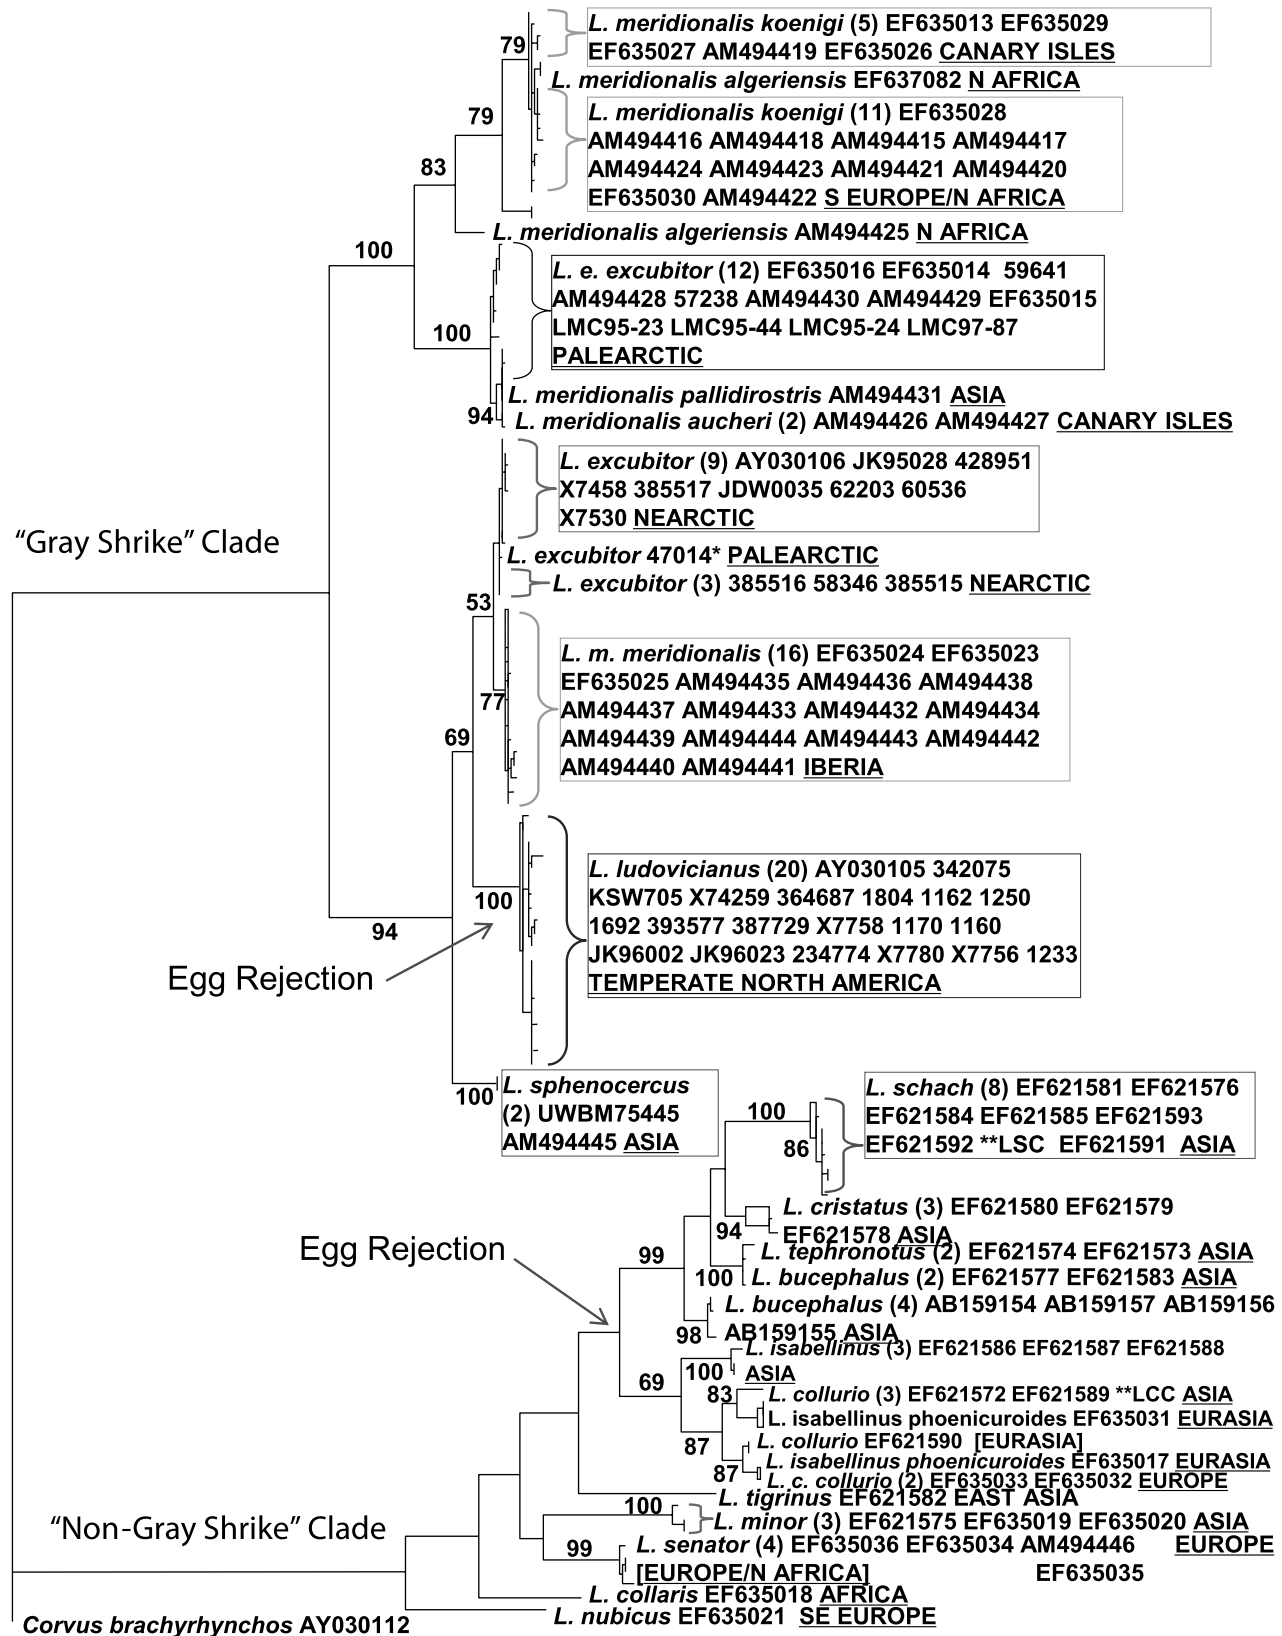 79
L. meridionalis koenigi (5) EF635013 EF635029
EF635027 AM494419 EF635026 CANARY ISLES
L. meridionalis algeriensis EF637082 N AFRICA
79
L. meridionalis koenigi (11) EF635028
AM494416 AM494418 AM494415 AM494417
AM494424 AM494423 AM494421 AM494420
EF635030 AM494422 S EUROPE/N AFRICA
83
L. meridionalis algeriensis AM494425 N AFRICA
100
L. e. excubitor (12) EF635016 EF635014 59641
AM494428 57238 AM494430 AM494429 EF635015
LMC95-23 LMC95-44 LMC95-24 LMC97-87
PALEARCTIC
100
L. meridionalis pallidirostris AM494431 ASIA
94
L. meridionalis aucheri (2) AM494426 AM494427 CANARY ISLES
L. excubitor (9) AY030106 JK95028 428951
X7458 385517 JDW0035 62203 60536
X7530 NEARCTIC
“Gray Shrike” Clade
L. excubitor 47014* PALEARCTIC
L. excubitor (3) 385516 58346 385515 NEARCTIC
53
L. m. meridionalis (16) EF635024 EF635023
EF635025 AM494435 AM494436 AM494438
AM494437 AM494433 AM494432 AM494434
AM494439 AM494444 AM494443 AM494442
AM494440 AM494441 IBERIA
77
69
L. ludovicianus (20) AY030105 342075
KSW705 X74259 364687 1804 1162 1250
1692 393577 387729 X7758 1170 1160
JK96002 JK96023 234774 X7780 X7756 1233
TEMPERATE NORTH AMERICA
100
94
Egg Rejection
100
L. sphenocercus
(2) UWBM75445
AM494445 ASIA
100
86
L. schach (8) EF621581 EF621576
EF621584 EF621585 EF621593
EF621592 **LSC EF621591 ASIA
94
L. cristatus (3) EF621580 EF621579
EF621578 ASIA
Egg Rejection
99
L. tephronotus (2) EF621574 EF621573 ASIA
100
L. bucephalus (2) EF621577 EF621583 ASIA
L. bucephalus (4) AB159154 AB159157 AB159156
98
AB159155 ASIA
L. isabellinus (3) EF621586 EF621587 EF621588
100
ASIA
69
83
L. collurio (3) EF621572 EF621589 **LCC ASIA
L. isabellinus phoenicuroides EF635031 EURASIA
87
L. collurio EF621590 [EURASIA]
L. isabellinus phoenicuroides EF635017 EURASIA
87
L. c. collurio (2) EF635033 EF635032 EUROPE
L. tigrinus EF621582 EAST ASIA
100
“Non-Gray Shrike” Clade
L. minor (3) EF621575 EF635019 EF635020 ASIA
99
L. senator (4) EF635036 EF635034 AM494446 EUROPE
[EUROPE/N AFRICA] EF635035
L. collaris EF635018 AFRICA
L. nubicus EF635021 SE EUROPE
Corvus brachyrhynchos AY030112